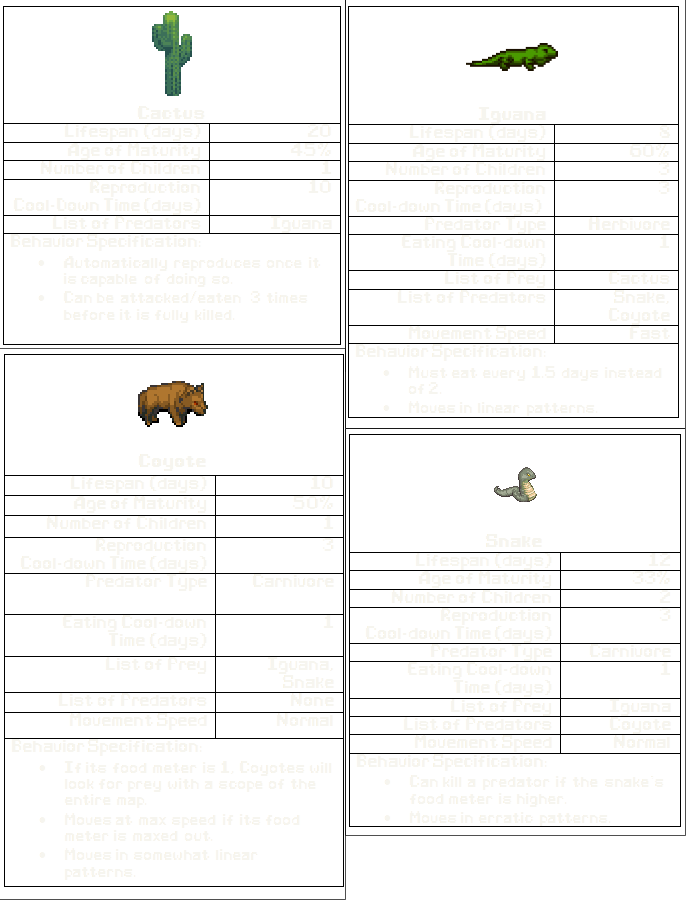 Cactus
Lifespan (days) 20
Age of Maturity 45%
Number of Children 1
Reproduction 10
Cool-Down Time (days)
List of Predators Iguana
Behavior Specification:
• Automatically reproduces once it
is capable of doing so
• Can be attacked/eaten 3 times
before it is fully killed.
Iguana
Lifespan (days) 8
Age of Maturity 60%
Number of Children 3
Reproduction 3
Cool-down Time (days)
Predator Type Herbivore
Eating Cool-down 1
Time (days)
List of Prey Cactus
List of Predators Snake,
Coyote
Movement Speed Fast
Behavior Specification:
• Must eat every 1.5 days instead
of 2.
• Moves in linear patterns.
Coyote
Lifespan (days) 10
Age of Maturity 50%
Number of Children 1
Reproduction 3
Cool-down Time (days)
Predator Type Carnivore
Eating Cool-down 1
Time (days)
List of Prey Iguana,
Snake
List of Predators None
Movement Speed Normal
Behavior Specification:
• If its food meter is 1, Coyotes will
look for prey with a scope of the
entire map.
• Moves at max speed if its food
meter is maxed out.
• Moves in somewhat linear
patterns.
Snake
Lifespan (days) 12
Age of Maturity 33%
Number of Children 2
Reproduction 3
Cool-down Time (days)
Predator Type Carnivore
Eating Cool-down 1
Time (days)
List of Prey Iguana
List of Predators Coyote
Movement Speed Normal
Behavior Specification:
• Can kill a predator if the snake's
food meter is higher
• Moves in erratic patterns.